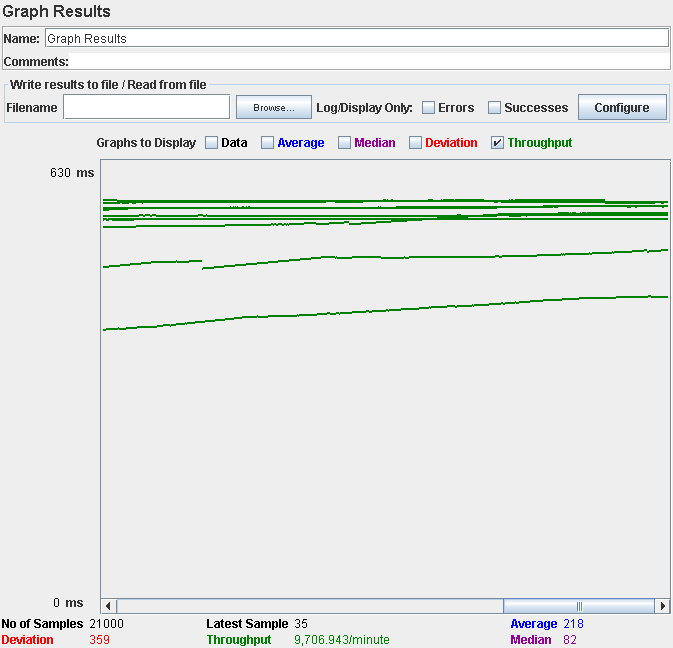 Graph Results
Name: Graph Results
Comments:
Write results to file / Read from file
Filename Browse... Log/Display Only: Errors Successes Configure
Graphs to Display Data Average Median Deviation Throughput
630 ms
0 ms
No of Samples 21000 Latest Sample 35 Average 218
Deviation 359 Throughput 9,706.943/minute Median 82